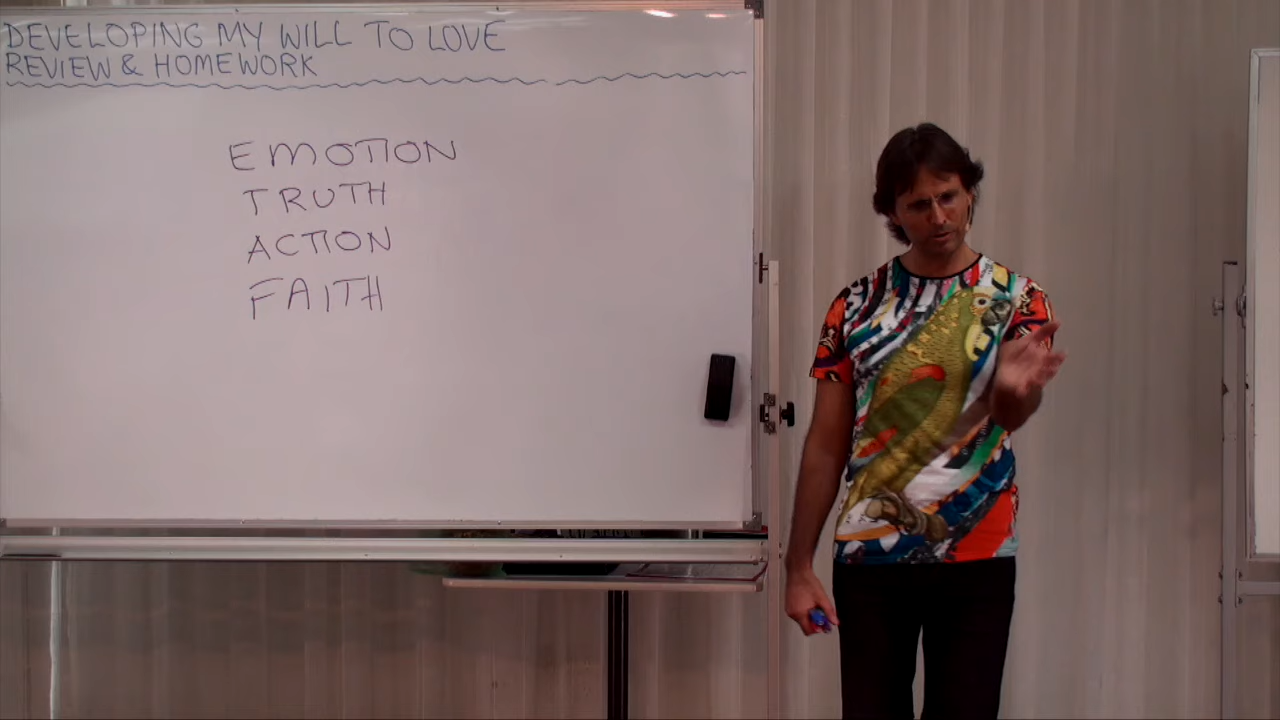 DEVELOPING MY WILL TO LOVE
REVIEW & HOMEWORK
EMOTION
TRUTH
ACTION
FAITH